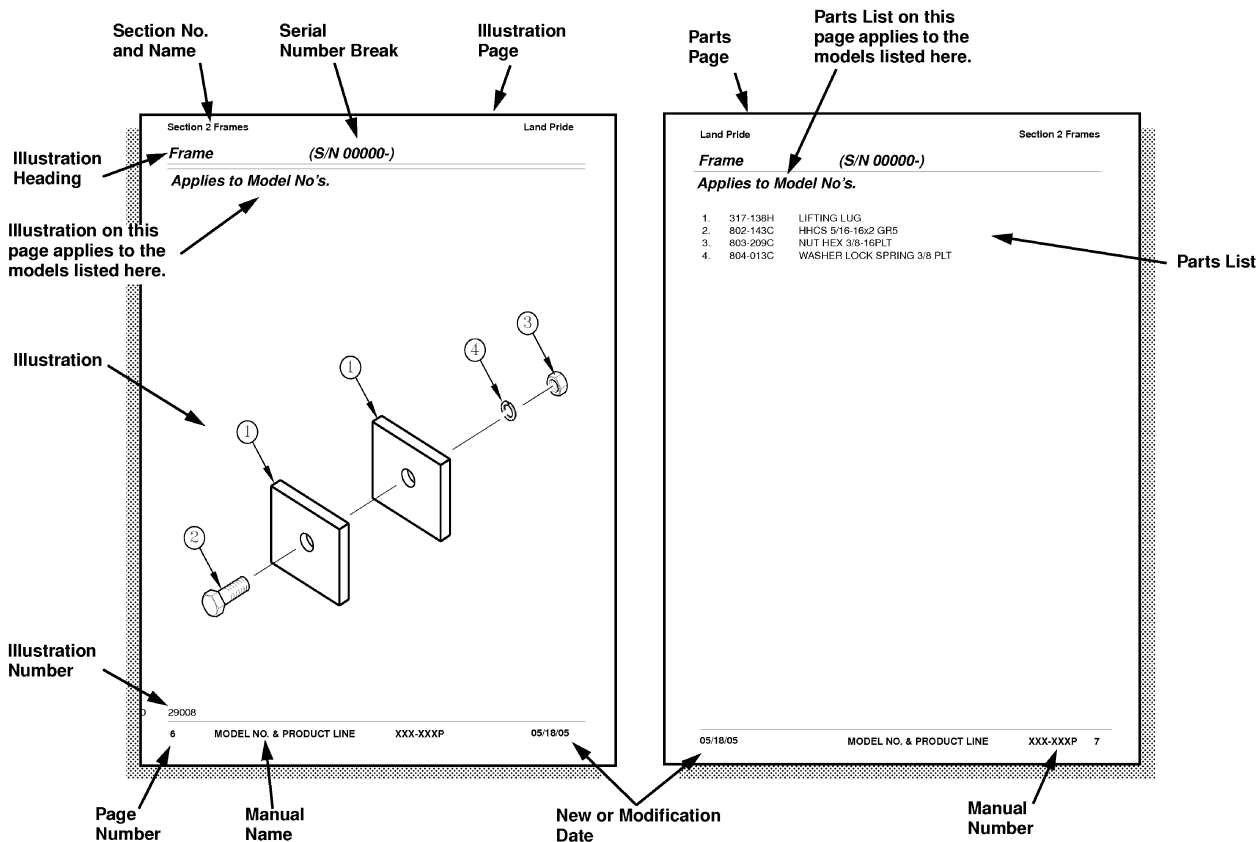 Section No.
and Name
Serial
Number Break
Illustration
Page
Parts
Page
Parts List on this
page applies to the
models listed here.
Illustration
Heading
Section 2 Frames
Land Pride
Frame (S/N 00000-)
Applies to Model No's.
Illustration on this
page applies to the
models listed here.
Illustration
1
1
2
3
4
Illustration
Number
0 29008
6 MODEL NO. & PRODUCT LINE XXX-XXXP 05/18/05
Page
Number
Manual
Name
Land Pride
Section 2 Frames
Frame (S/N 00000-)
Applies to Model No's.
1. 317-138H LIFTING LUG
2. 802-143C HHCS 5/16-16x2 GR5
3. 803-209C NUT HEX 3/8-16PLT
4. 804-013C WASHER LOCK SPRING 3/8 PLT
Parts List
05/18/05 MODEL NO. & PRODUCT LINE XXX-XXXP 7
New or Modification
Date
Manual
Number